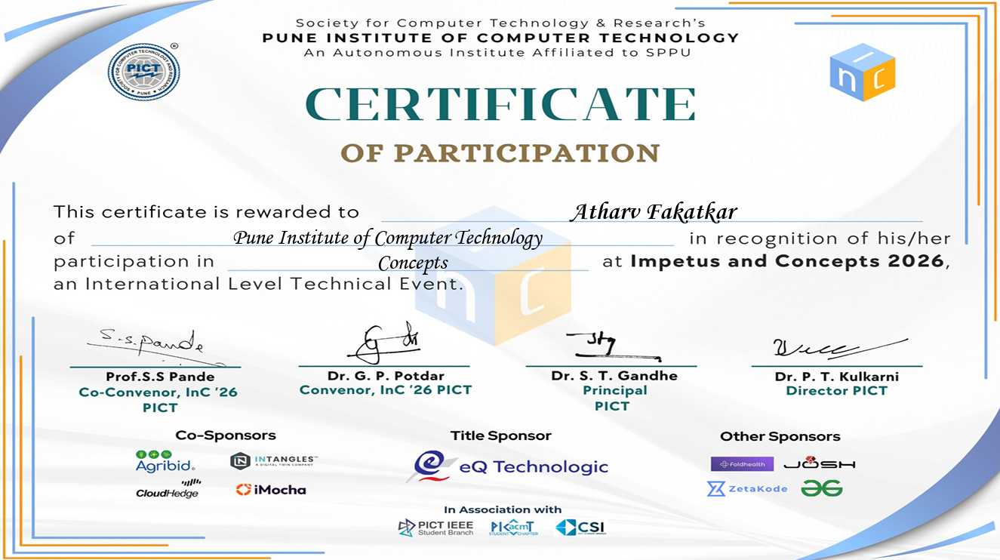 Society for Computer Technology & Research's
PUNE INSTITUTE OF COMPUTER TECHNOLOGY
An Autonomous Institute Affiliated to SPPU
SOCIETY FOR COMPUTER TECHNOLOGY AND RESEARCH
PICT
★ PUNE ★
®
I
n C
CERTIFICATE
OF PARTICIPATION
This certificate is rewarded to Atharv Fakatkar
of Pune Institute of Computer Technology in recognition of his/her
participation in Concepts at Impetus and Concepts 2026,
an International Level Technical Event.
n C
S.S.Pande
Prof.S.S Pande
Co-Convenor, InC '26
PICT
Dr. G. P. Potdar
Convenor, InC '26 PICT
Dr. S. T. Gandhe
Principal
PICT
Dr. P. T. Kulkarni
Director PICT
Co-Sponsors
Agribid.
INTANGLES™
A DIGITAL TWIN COMPANY
CloudHedge
iMocha
Title Sponsor
eQ Technologic
Other Sponsors
Foldhealth
JOSH
ZetaKode
In Association with
PICT IEEE
Student Branch
PICT acm
STUDENT CHAPTER
CSI